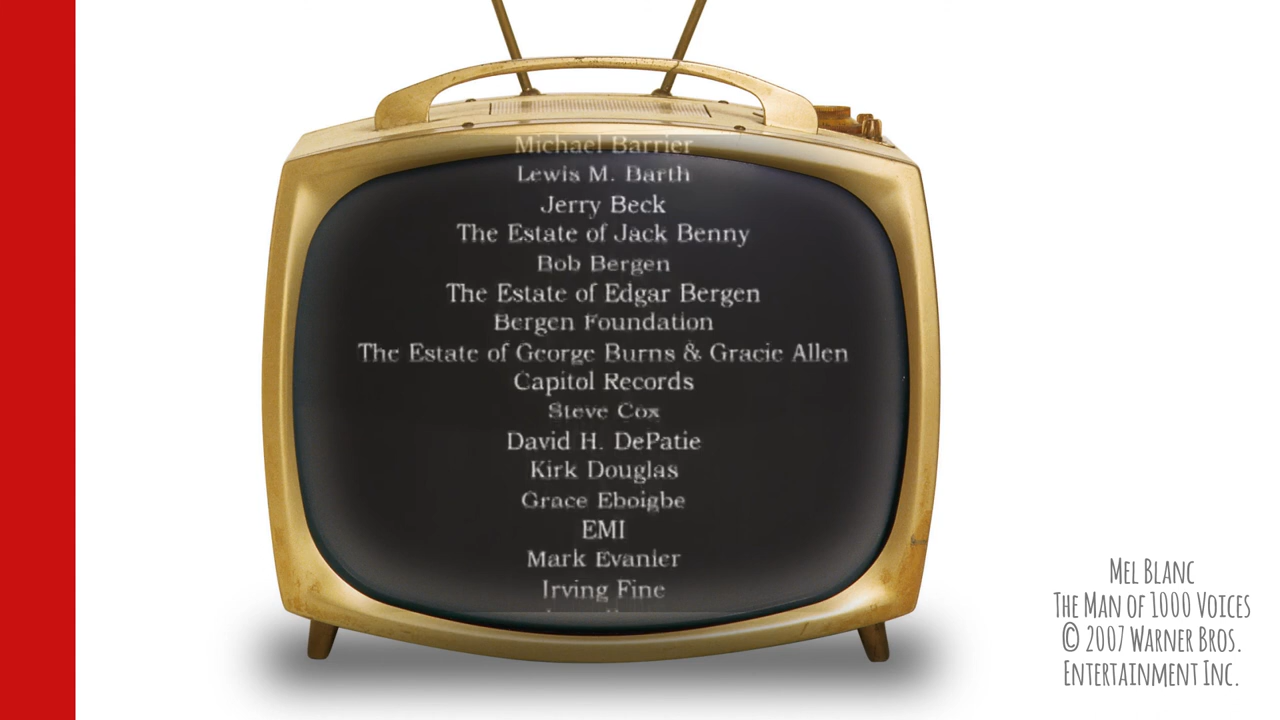 Michael Barrier
Lewis M. Barth
Jerry Beck
The Estate of Jack Benny
Bob Bergen
The Estate of Edgar Bergen
Bergen Foundation
The Estate of George Burns & Gracie Allen
Capitol Records
Steve Cox
David H. DePatie
Kirk Douglas
Grace Eboigbe
EMI
Mark Evanier
Irving Fine
Mel Blanc
The Man of 1000 Voices
© 2007 Warner Bros.
Entertainment Inc.